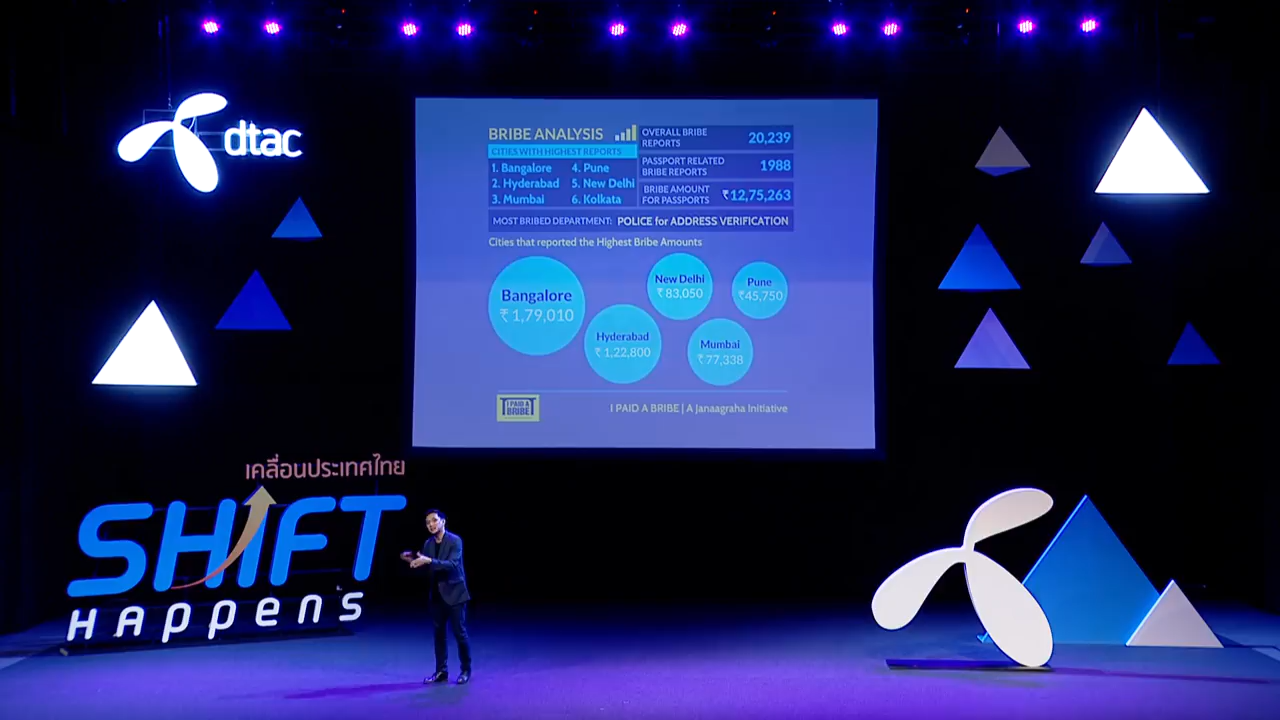 dtac
BRIBE ANALYSIS
CITIES WITH HIGHEST REPORTS
1. Bangalore
2. Hyderabad
3. Mumbai
4. Pune
5. New Delhi
6. Kolkata
OVERALL BRIBE REPORTS
20,239
PASSPORT RELATED BRIBE REPORTS
1988
BRIBE AMOUNT FOR PASSPORTS
₹12,75,263
MOST BRIBED DEPARTMENT: POLICE for ADDRESS VERIFICATION
Cities that reported the Highest Bribe Amounts
Bangalore
₹ 1,79,010
Hyderabad
₹ 1,22,800
New Delhi
₹ 83,050
Mumbai
₹ 77,338
Pune
₹45,750
I PAID A
BRIBE
I PAID A BRIBE | A Janaagraha Initiative
เคลื่อนประเทศไทย
SHIFT
HAppen's